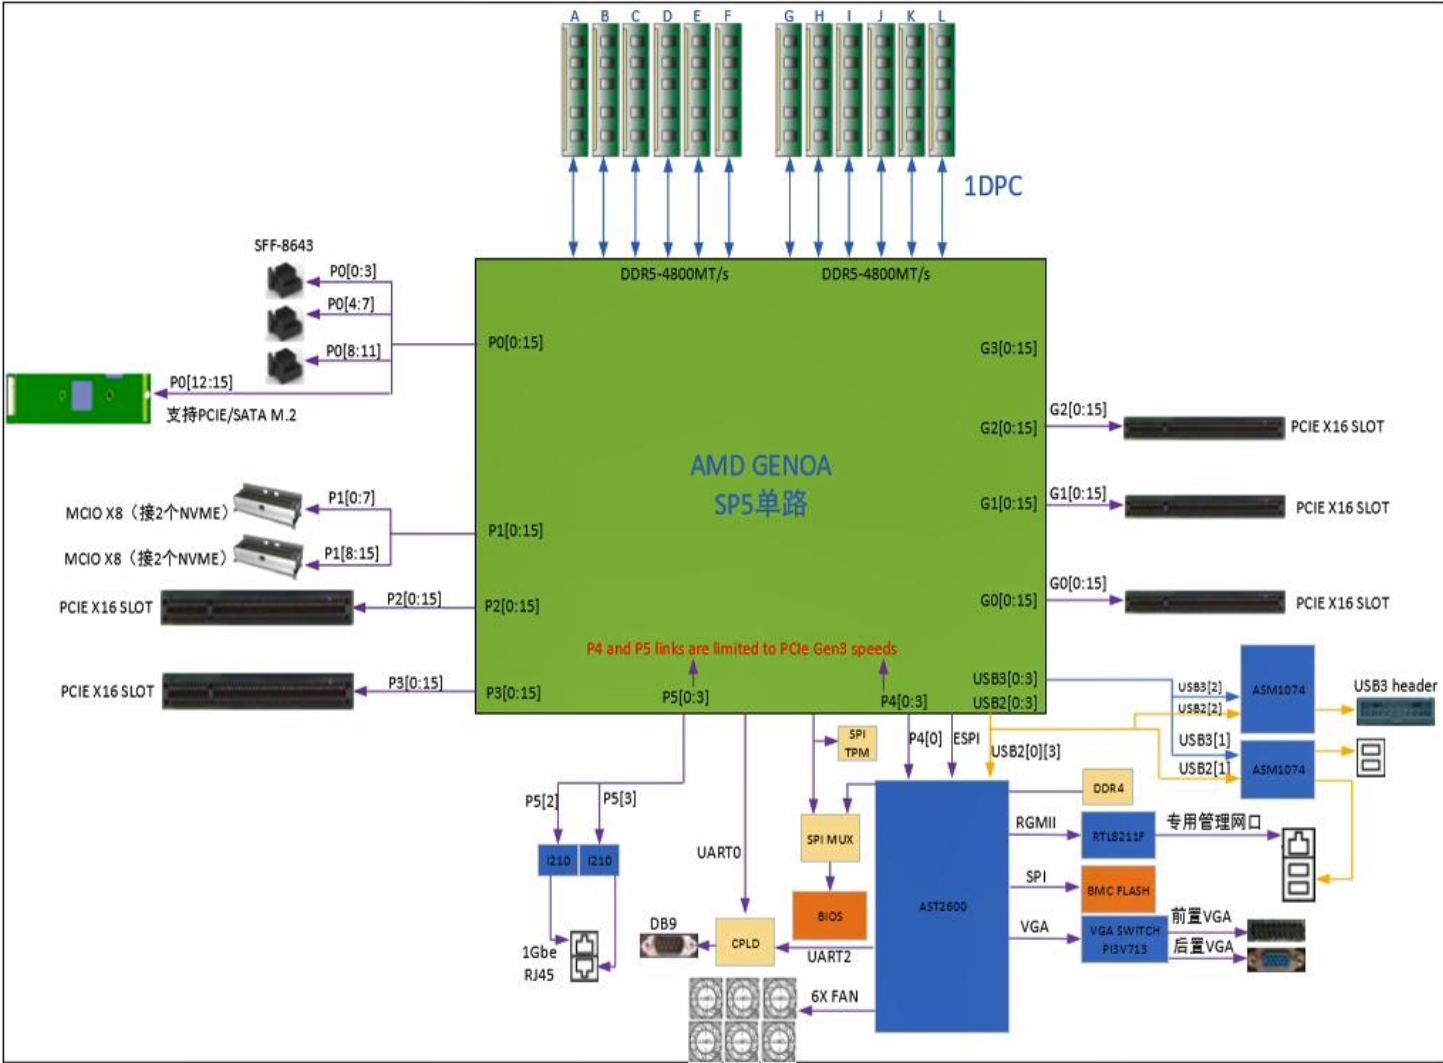 A B C D E F G H I J K L
1DPC
DDR5-4800MT/s DDR5-4800MT/s
SFF-8643
P0[0:3]
P0[4:7]
P0[8:11]
P0[12:15]
支持PCIE/SATA M.2
P0[0:15]
G3[0:15]
G2[0:15]
G2[0:15]
PCIE X16 SLOT
AMD GENOA
SP5单路
MCIO X8（接2个NVME）
P1[0:7]
P1[0:15]
MCIO X8（接2个NVME）
P1[8:15]
G1[0:15]
G1[0:15]
PCIE X16 SLOT
PCIE X16 SLOT
P2[0:15]
P2[0:15]
G0[0:15]
G0[0:15]
PCIE X16 SLOT
P4 and P5 links are limited to PCIe Gen3 speeds
PCIE X16 SLOT
P3[0:15]
P3[0:15]
P5[0:3]
P4[0:3]
USB3[0:3]
USB2[0:3]
USB3[2]
USB2[2]
ASM1074
USB3 header
USB3[1]
USB2[1]
ASM1074
SPI
TPM
P4[0]
ESPI
USB2[0][3]
DDR4
P5[2]
P5[3]
I210
I210
UART0
SPI MUX
RGMII
RTL8211F
专用管理网口
BIOS
AST2600
SPI
BMC FLASH
VGA
VGA SWITCH
PI3V713
前置VGA
后置VGA
1Gbe
RJ45
DB9
CPLD
UART2
6X FAN